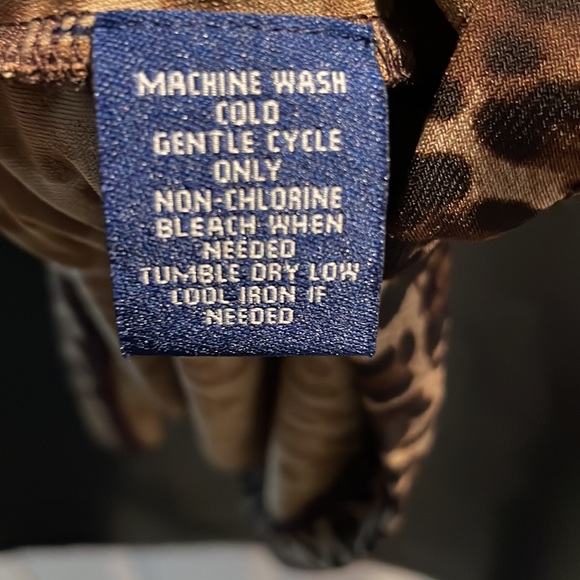 MACHINE WASH
COLD
GENTLE CYCLE
ONLY
NON-CHLORINE
BLEACH WHEN
NEEDED
TUMBLE DRY LOW
COOL IRON IF
NEEDED